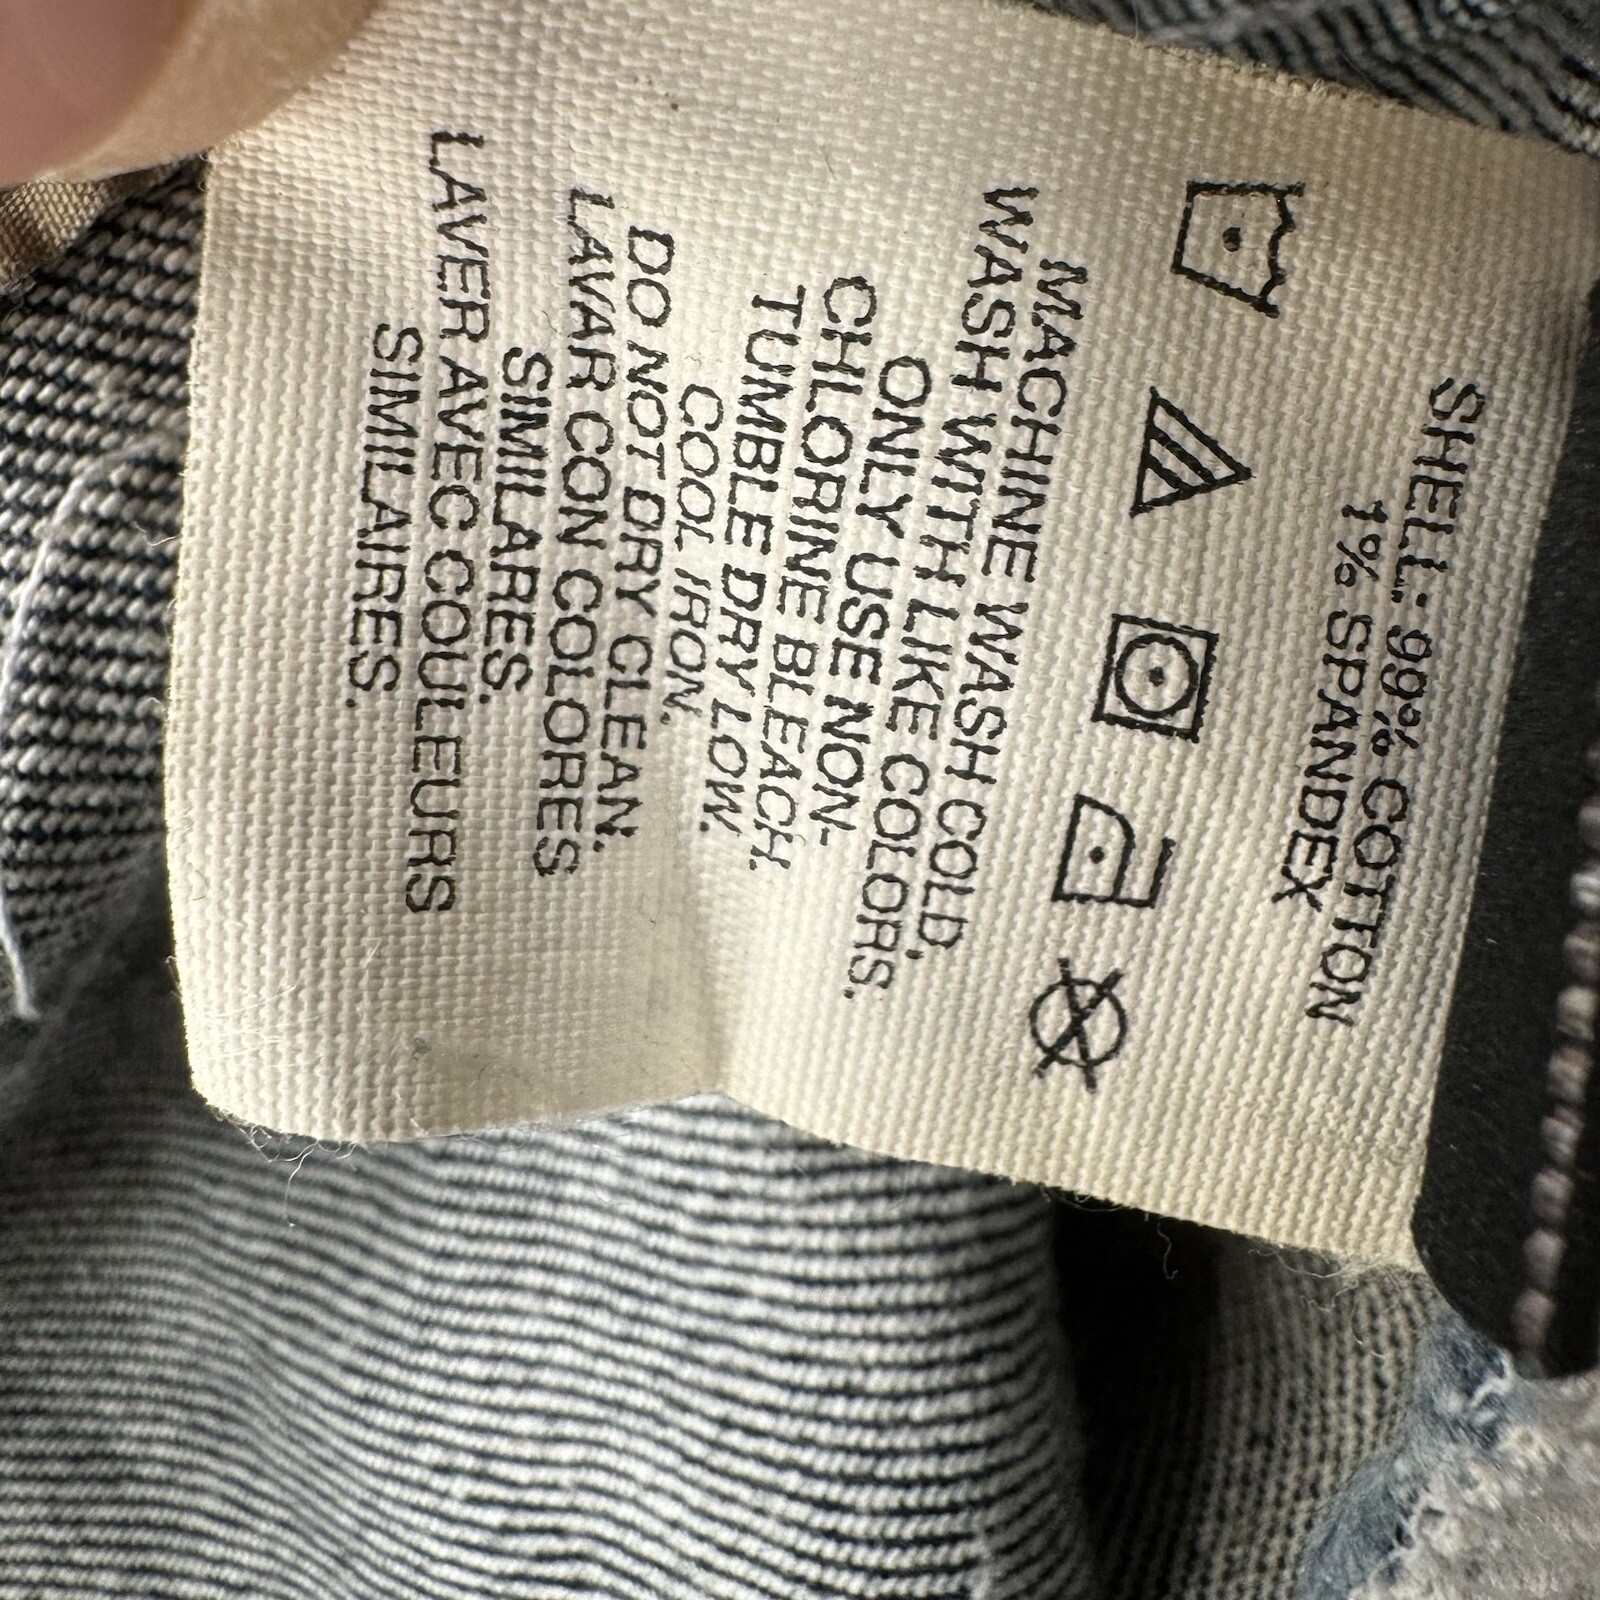 SHELL: 99% COTTON
1% SPANDEX
MACHINE WASH COLD,
WASH WITH LIKE COLORS.
ONLY USE NON-
CHLORINE BLEACH.
TUMBLE DRY LOW.
COOL IRON.
DO NOT DRY CLEAN.
LAVAR CON COLORES
SIMILARES.
LAVER AVEC COULEURS
SIMILAIRES.